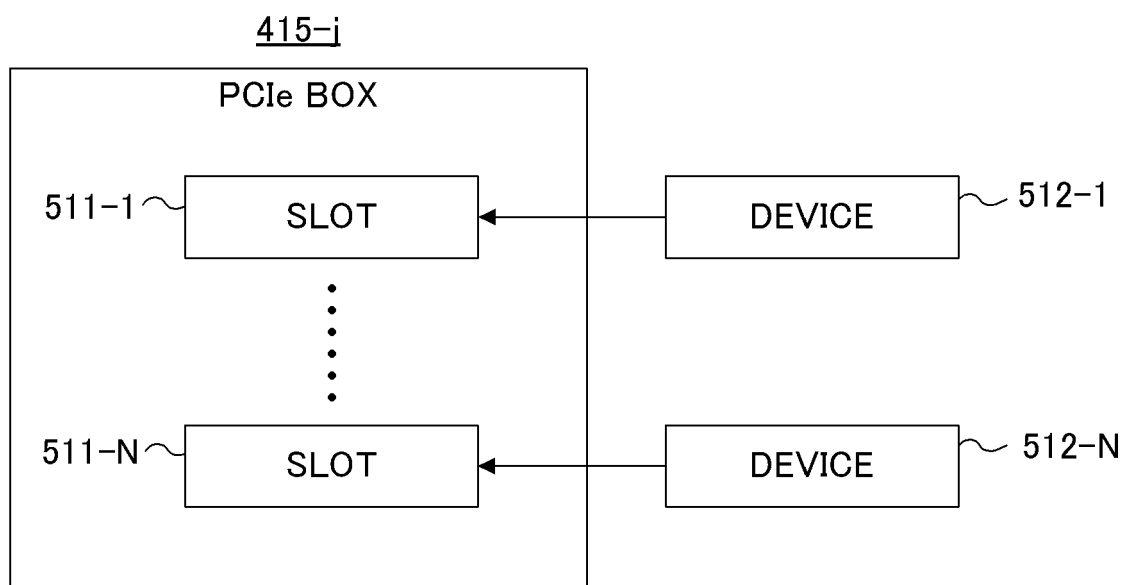 415-j
PCIe BOX
511-1 SLOT DEVICE 512-1
511-N SLOT DEVICE 512-N